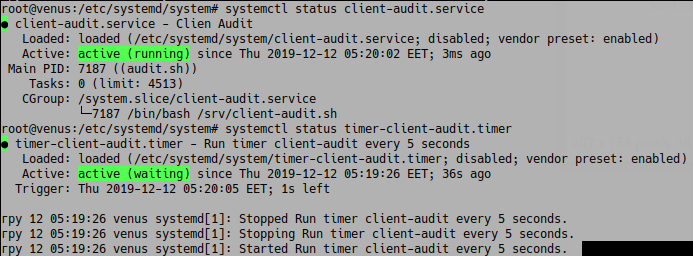 root@venus:/etc/systemd/system# systemctl status client-audit.service
● client-audit.service - Clien Audit
Loaded: loaded (/etc/systemd/system/client-audit.service; disabled; vendor preset: enabled)
Active: active (running) since Thu 2019-12-12 05:20:02 EET; 3ms ago
Main PID: 7187 ((audit.sh))
Tasks: 0 (limit: 4513)
CGroup: /system.slice/client-audit.service
└─7187 /bin/bash /srv/client-audit.sh
root@venus:/etc/systemd/system# systemctl status timer-client-audit.timer
● timer-client-audit.timer - Run timer client-audit every 5 seconds
Loaded: loaded (/etc/systemd/system/timer-client-audit.timer; disabled; vendor preset: enabled)
Active: active (waiting) since Thu 2019-12-12 05:19:26 EET; 36s ago
Trigger: Thu 2019-12-12 05:20:05 EET; 1s left
гру 12 05:19:26 venus systemd[1]: Stopped Run timer client-audit every 5 seconds.
гру 12 05:19:26 venus systemd[1]: Stopping Run timer client-audit every 5 seconds.
гру 12 05:19:26 venus systemd[1]: Started Run timer client-audit every 5 seconds.